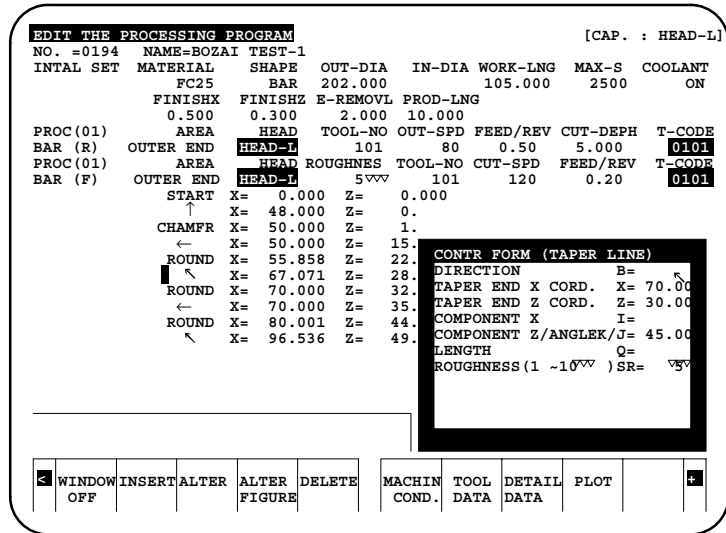 EDIT THE PROCESSING PROGRAM [CAP. : HEAD-L]
NO. =0194 NAME=BOZAI TEST-1
INTAL SET MATERIAL SHAPE OUT-DIA IN-DIA WORK-LNG MAX-S COOLANT
FC25 BAR 202.000 105.000 2500 ON
FINISHX FINISHZ E-REMOVL PROD-LNG
0.500 0.300 2.000 10.000
PROC(01) AREA HEAD TOOL-NO OUT-SPD FEED/REV CUT-DEPH T-CODE
BAR (R) OUTER END HEAD-L 101 80 0.50 5.000 0101
PROC(01) AREA HEAD ROUGHNES TOOL-NO CUT-SPD FEED/REV T-CODE
BAR (F) OUTER END HEAD-L 5▽▽▽ 101 120 0.20 0101
START X= 0.000 Z= 0.000
↑ X= 48.000 Z= 0.
CHAMFR X= 50.000 Z= 1.
← X= 50.000 Z= 15.
ROUND X= 55.858 Z= 22.
↖ X= 67.071 Z= 28.
ROUND X= 70.000 Z= 32.
← X= 70.000 Z= 35.
ROUND X= 80.001 Z= 44.
↖ X= 96.536 Z= 49.
CONTR FORM (TAPER LINE)
DIRECTION B= ↖
TAPER END X CORD. X= 70.00
TAPER END Z CORD. Z= 30.00
COMPONENT X I=
COMPONENT Z/ANGLEK/J= 45.00
LENGTH Q=
ROUGHNESS(1 ~10▽▽▽ )SR= 5▽▽▽
< WINDOW OFF INSERT ALTER ALTER FIGURE DELETE MACHIN COND. TOOL DATA DETAIL DATA PLOT +